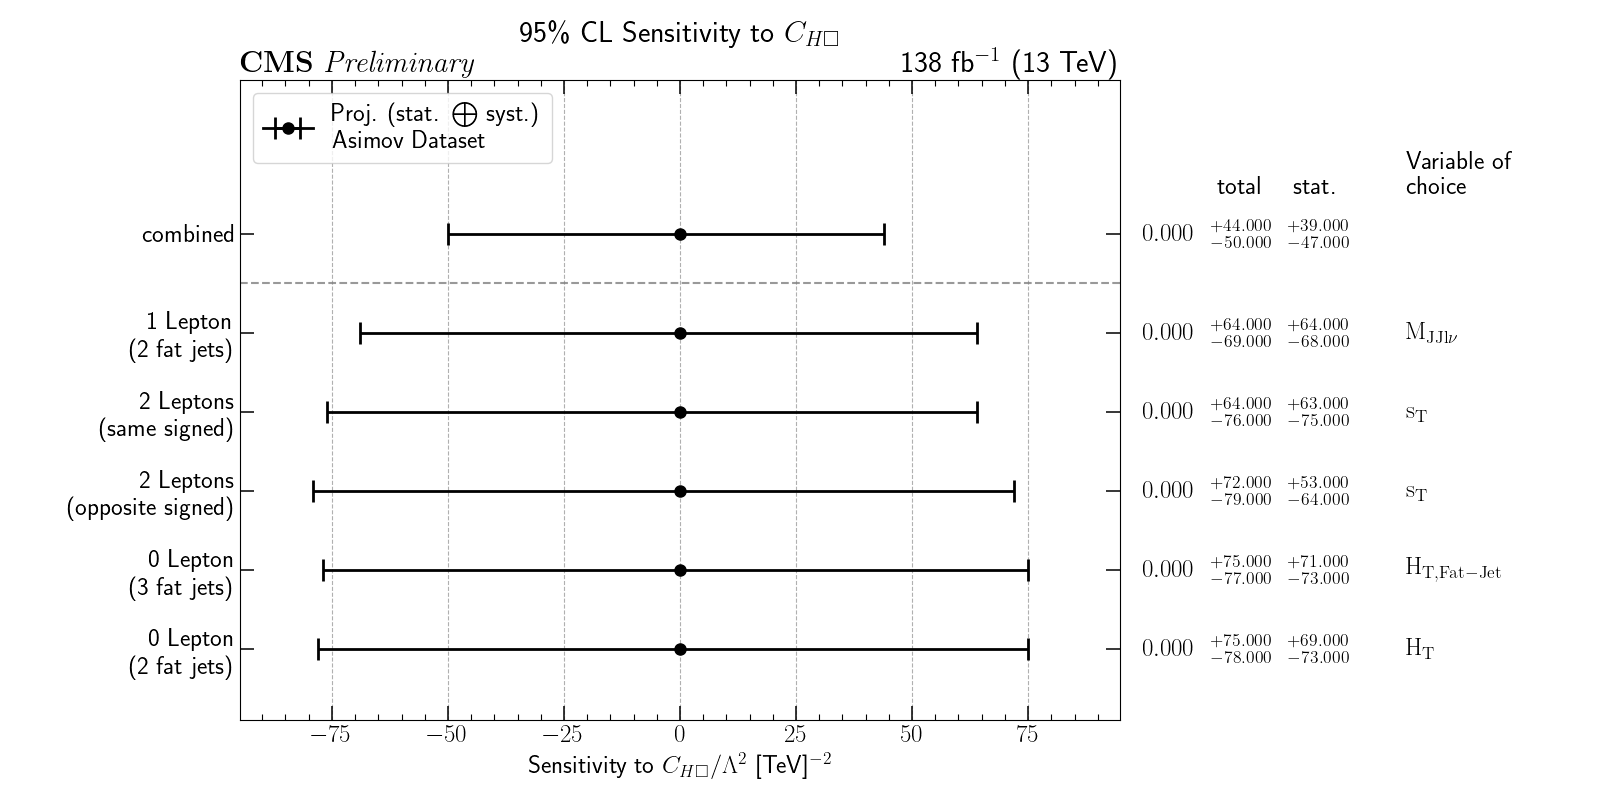 95% CL Sensitivity to C_{H□}
CMS Preliminary 138 fb^{−1} (13 TeV)
Proj. (stat. ⨁ syst.)
Asimov Dataset
Variable of
total stat. choice
combined 0.000 +44.000 −50.000 +39.000 −47.000
1 Lepton
(2 fat jets) 0.000 +64.000 −69.000 +64.000 −68.000 M_{JJlν}
2 Leptons
(same signed) 0.000 +64.000 −76.000 +63.000 −75.000 s_T
2 Leptons
(opposite signed) 0.000 +72.000 −79.000 +53.000 −64.000 s_T
0 Lepton
(3 fat jets) 0.000 +75.000 −77.000 +71.000 −73.000 H_{T,Fat−Jet}
0 Lepton
(2 fat jets) 0.000 +75.000 −78.000 +69.000 −73.000 H_T
−75 −50 −25 0 25 50 75
Sensitivity to C_{H□}/Λ^2 [TeV]^{−2}